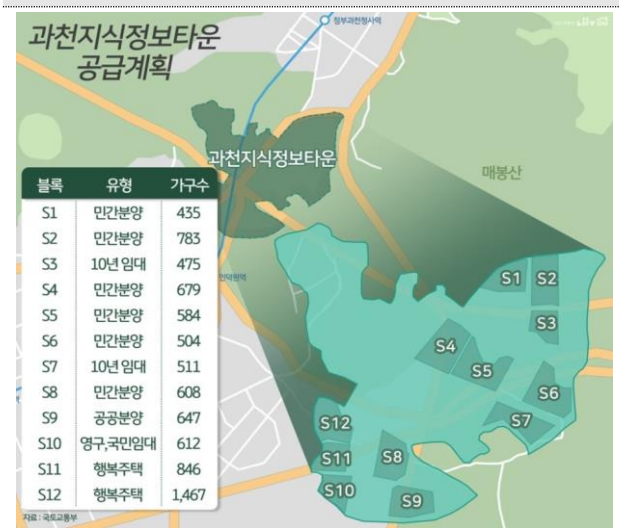 과천지식정보타운
공급계획
정부과천청사역
과천지식정보타운
매봉산
인덕원역
블록 유형 가구수
S1 민간분양 435
S2 민간분양 783
S3 10년 임대 475
S4 민간분양 679
S5 민간분양 584
S6 민간분양 504
S7 10년 임대 511
S8 민간분양 608
S9 공공분양 647
S10 영구,국민임대 612
S11 행복주택 846
S12 행복주택 1,467
자료 : 국토교통부
S1 S2
S3
S4
S5
S6
S7
S12
S11
S8
S10
S9